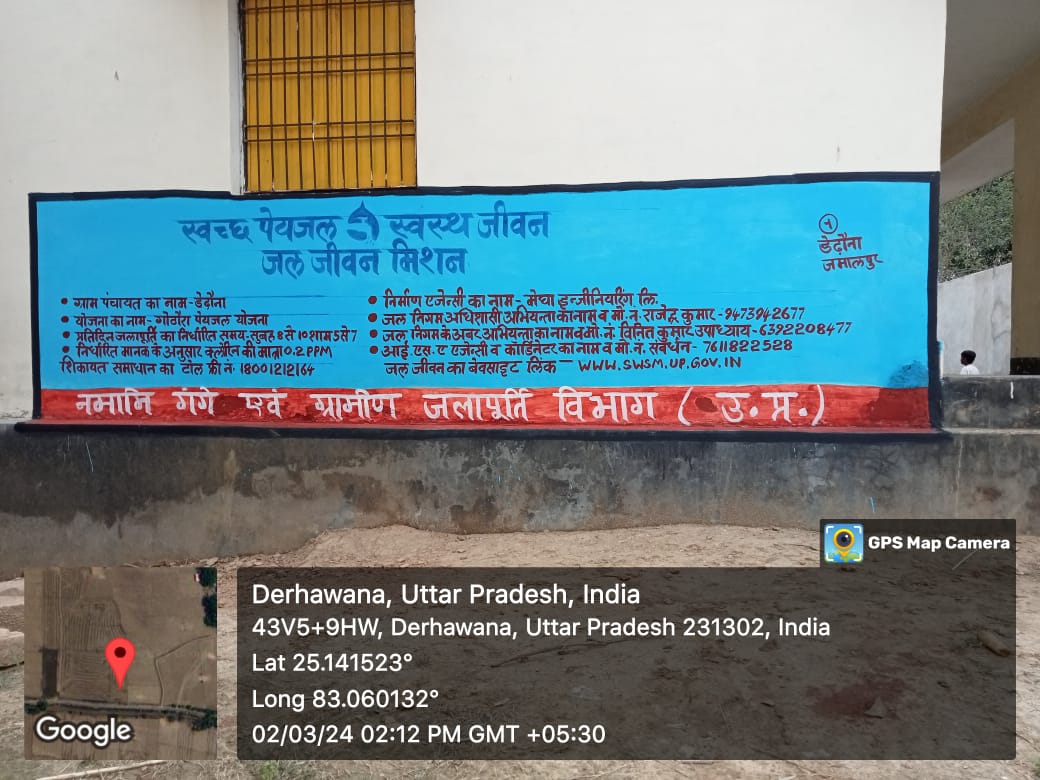 स्वच्छ पेयजल स्वस्थ जीवन
जल जीवन मिशन
१
डेढ़ौना
जमालपुर
• ग्राम पंचायत का नाम - डेढ़ौना
• योजना का नाम - गोठौरा पेयजल योजना
• प्रतिदिन जलापूर्ति का निर्धारित समय - सुबह 8 से 10 शाम 5 से 7
• निर्धारित मानक के अनुसार क्लोरीन की मात्रा 0.2 PPM
शिकायत समाधान का टोल फ्री नं. 18001212164
• निर्माण एजेन्सी का नाम - मेघा इन्जीनियरिंग लि.
• जल निगम अधिशासी अभियन्ता का नाम व मो. न. राजेन्द्र कुमार - 9473942677
• जल निगम के अवर अभियन्ता का नाम व मो. नं. विनित कुमार उपाध्याय - 6392208477
• आई. एस. ए एजेन्सी व कॉर्डिनेटर का नाम व मो. न. संवर्धन - 7611822528
जल जीवन का बेवसाइट लिंक - WWW.SWSM.UP.GOV.IN
नमामि गंगे एवं ग्रामीण जलापूर्ति विभाग ( उ.प्र.)
GPS Map Camera
Derhawana, Uttar Pradesh, India
43V5+9HW, Derhawana, Uttar Pradesh 231302, India
Lat 25.141523°
Long 83.060132°
02/03/24 02:12 PM GMT +05:30
Google